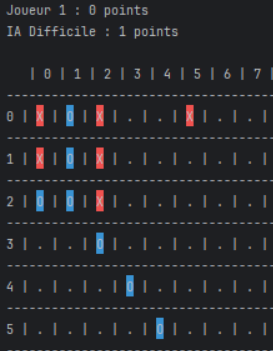 Joueur 1 : 0 points
IA Difficile : 1 points
| 0 | 1 | 2 | 3 | 4 | 5 | 6 | 7 |
---------------------------------
0 | X | O | X | . | . | X | . | . |
---------------------------------
1 | X | O | X | . | . | . | . | . |
---------------------------------
2 | O | O | X | . | . | . | . | . |
---------------------------------
3 | . | . | O | . | . | . | . | . |
---------------------------------
4 | . | . | . | O | . | . | . | . |
---------------------------------
5 | . | . | . | . | O | . | . | . |
---------------------------------